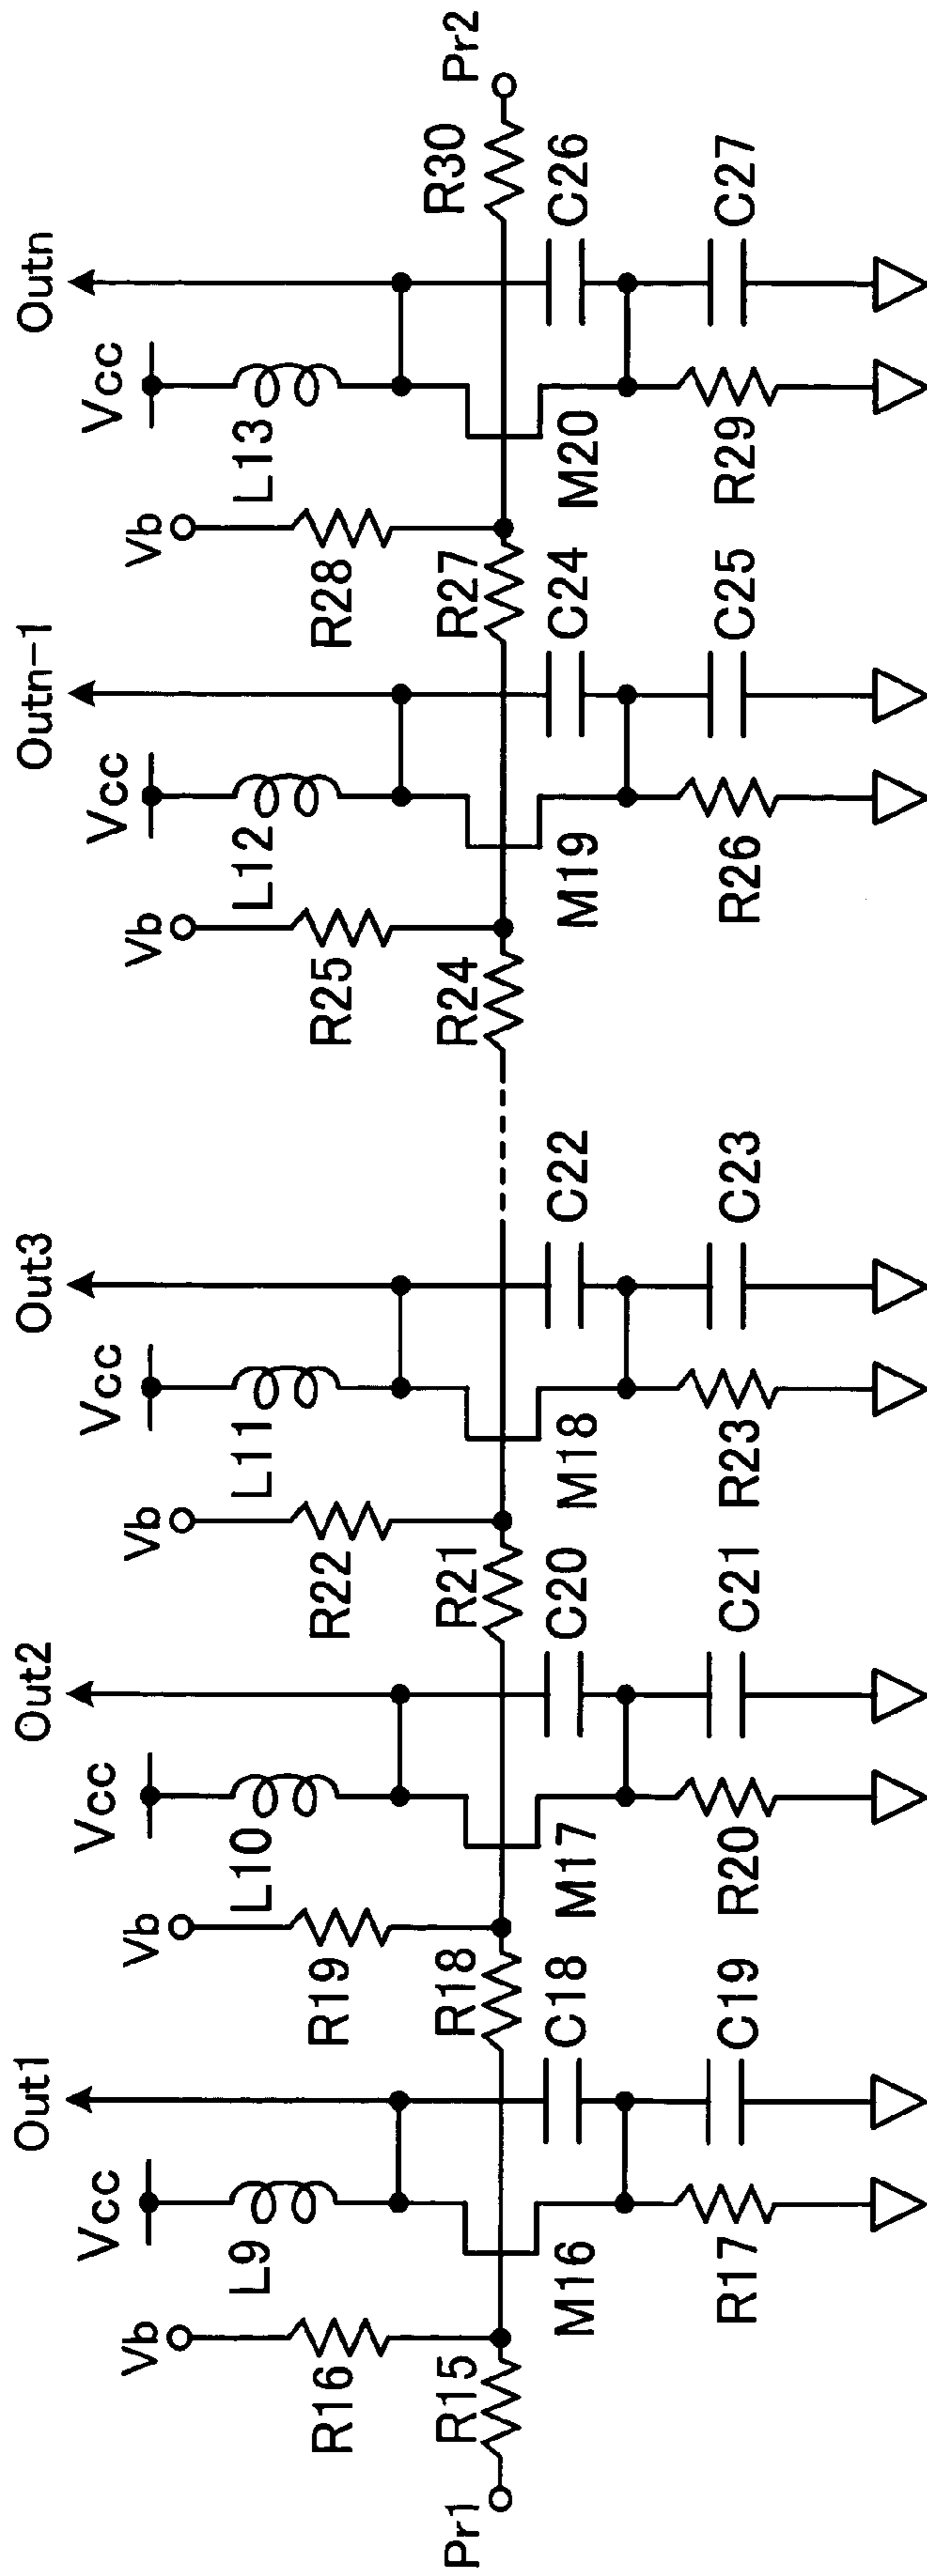 Out1
Out2
Out3
Outn-1
Outn
Vcc
Vcc
Vcc
Vcc
Vcc
Vb
Vb
Vb
Vb
Vb
L9
L10
L11
L12
L13
R16
R19
R22
R25
R28
Pr1
R15
R18
R21
R24
R27
R30
Pr2
M16
C18
M17
C20
M18
C22
M19
C24
M20
C26
R17
C19
R20
C21
R23
C23
R26
C25
R29
C27